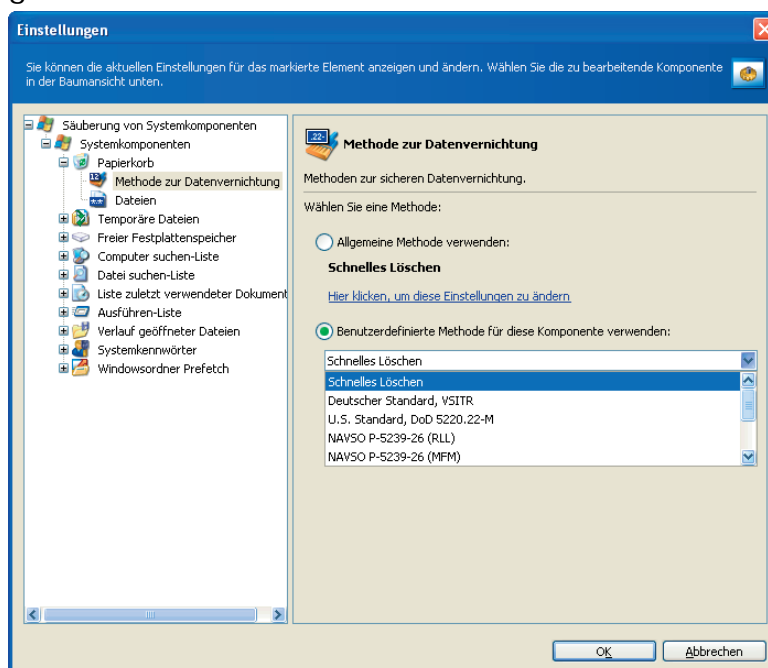 Einstellungen
Sie können die aktuellen Einstellungen für das markierte Element anzeigen und ändern. Wählen Sie die zu bearbeitende Komponente
in der Baumansicht unten.
Säuberung von Systemkomponenten
Systemkomponenten
Papierkorb
Methode zur Datenvernichtung
Dateien
Temporäre Dateien
Freier Festplattenspeicher
Computer suchen-Liste
Datei suchen-Liste
Liste zuletzt verwendeter Dokument
Ausführen-Liste
Verlauf geöffneter Dateien
Systemkennwörter
Windowsordner Prefetch
Methode zur Datenvernichtung
Methoden zur sicheren Datenvernichtung.
Wählen Sie eine Methode:
Allgemeine Methode verwenden:
Schnelles Löschen
Hier klicken, um diese Einstellungen zu ändern
Benutzerdefinierte Methode für diese Komponente verwenden:
Schnelles Löschen
Schnelles Löschen
Deutscher Standard, VSITR
U.S. Standard, DoD 5220.22-M
NAVSO P-5239-26 (RLL)
NAVSO P-5239-26 (MFM)
OK
Abbrechen